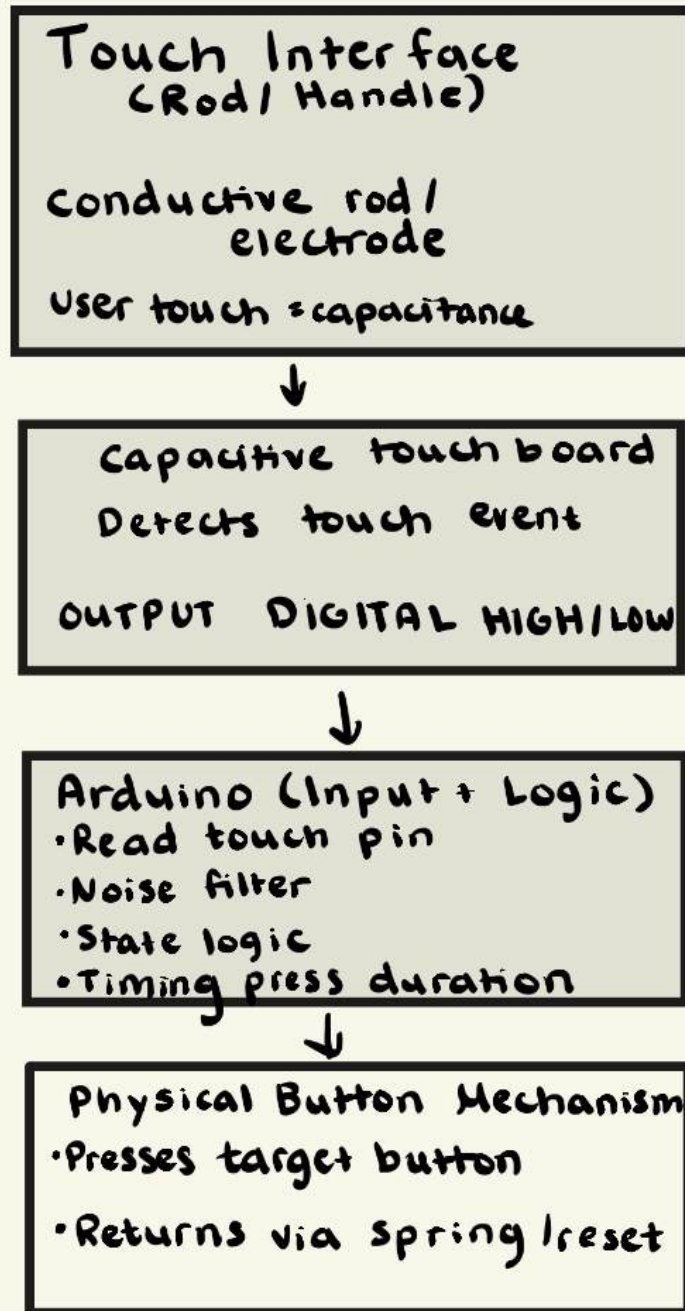 Touch Interface
(Rod / Handle)
conductive rod /
electrode
user touch = capacitance
Capacitive touch board
Detects touch event
OUTPUT DIGITAL HIGH/LOW
Arduino (Input + Logic)
•Read touch pin
•Noise filter
•State logic
•Timing press duration
Physical Button Mechanism
•Presses target button
•Returns via spring /reset